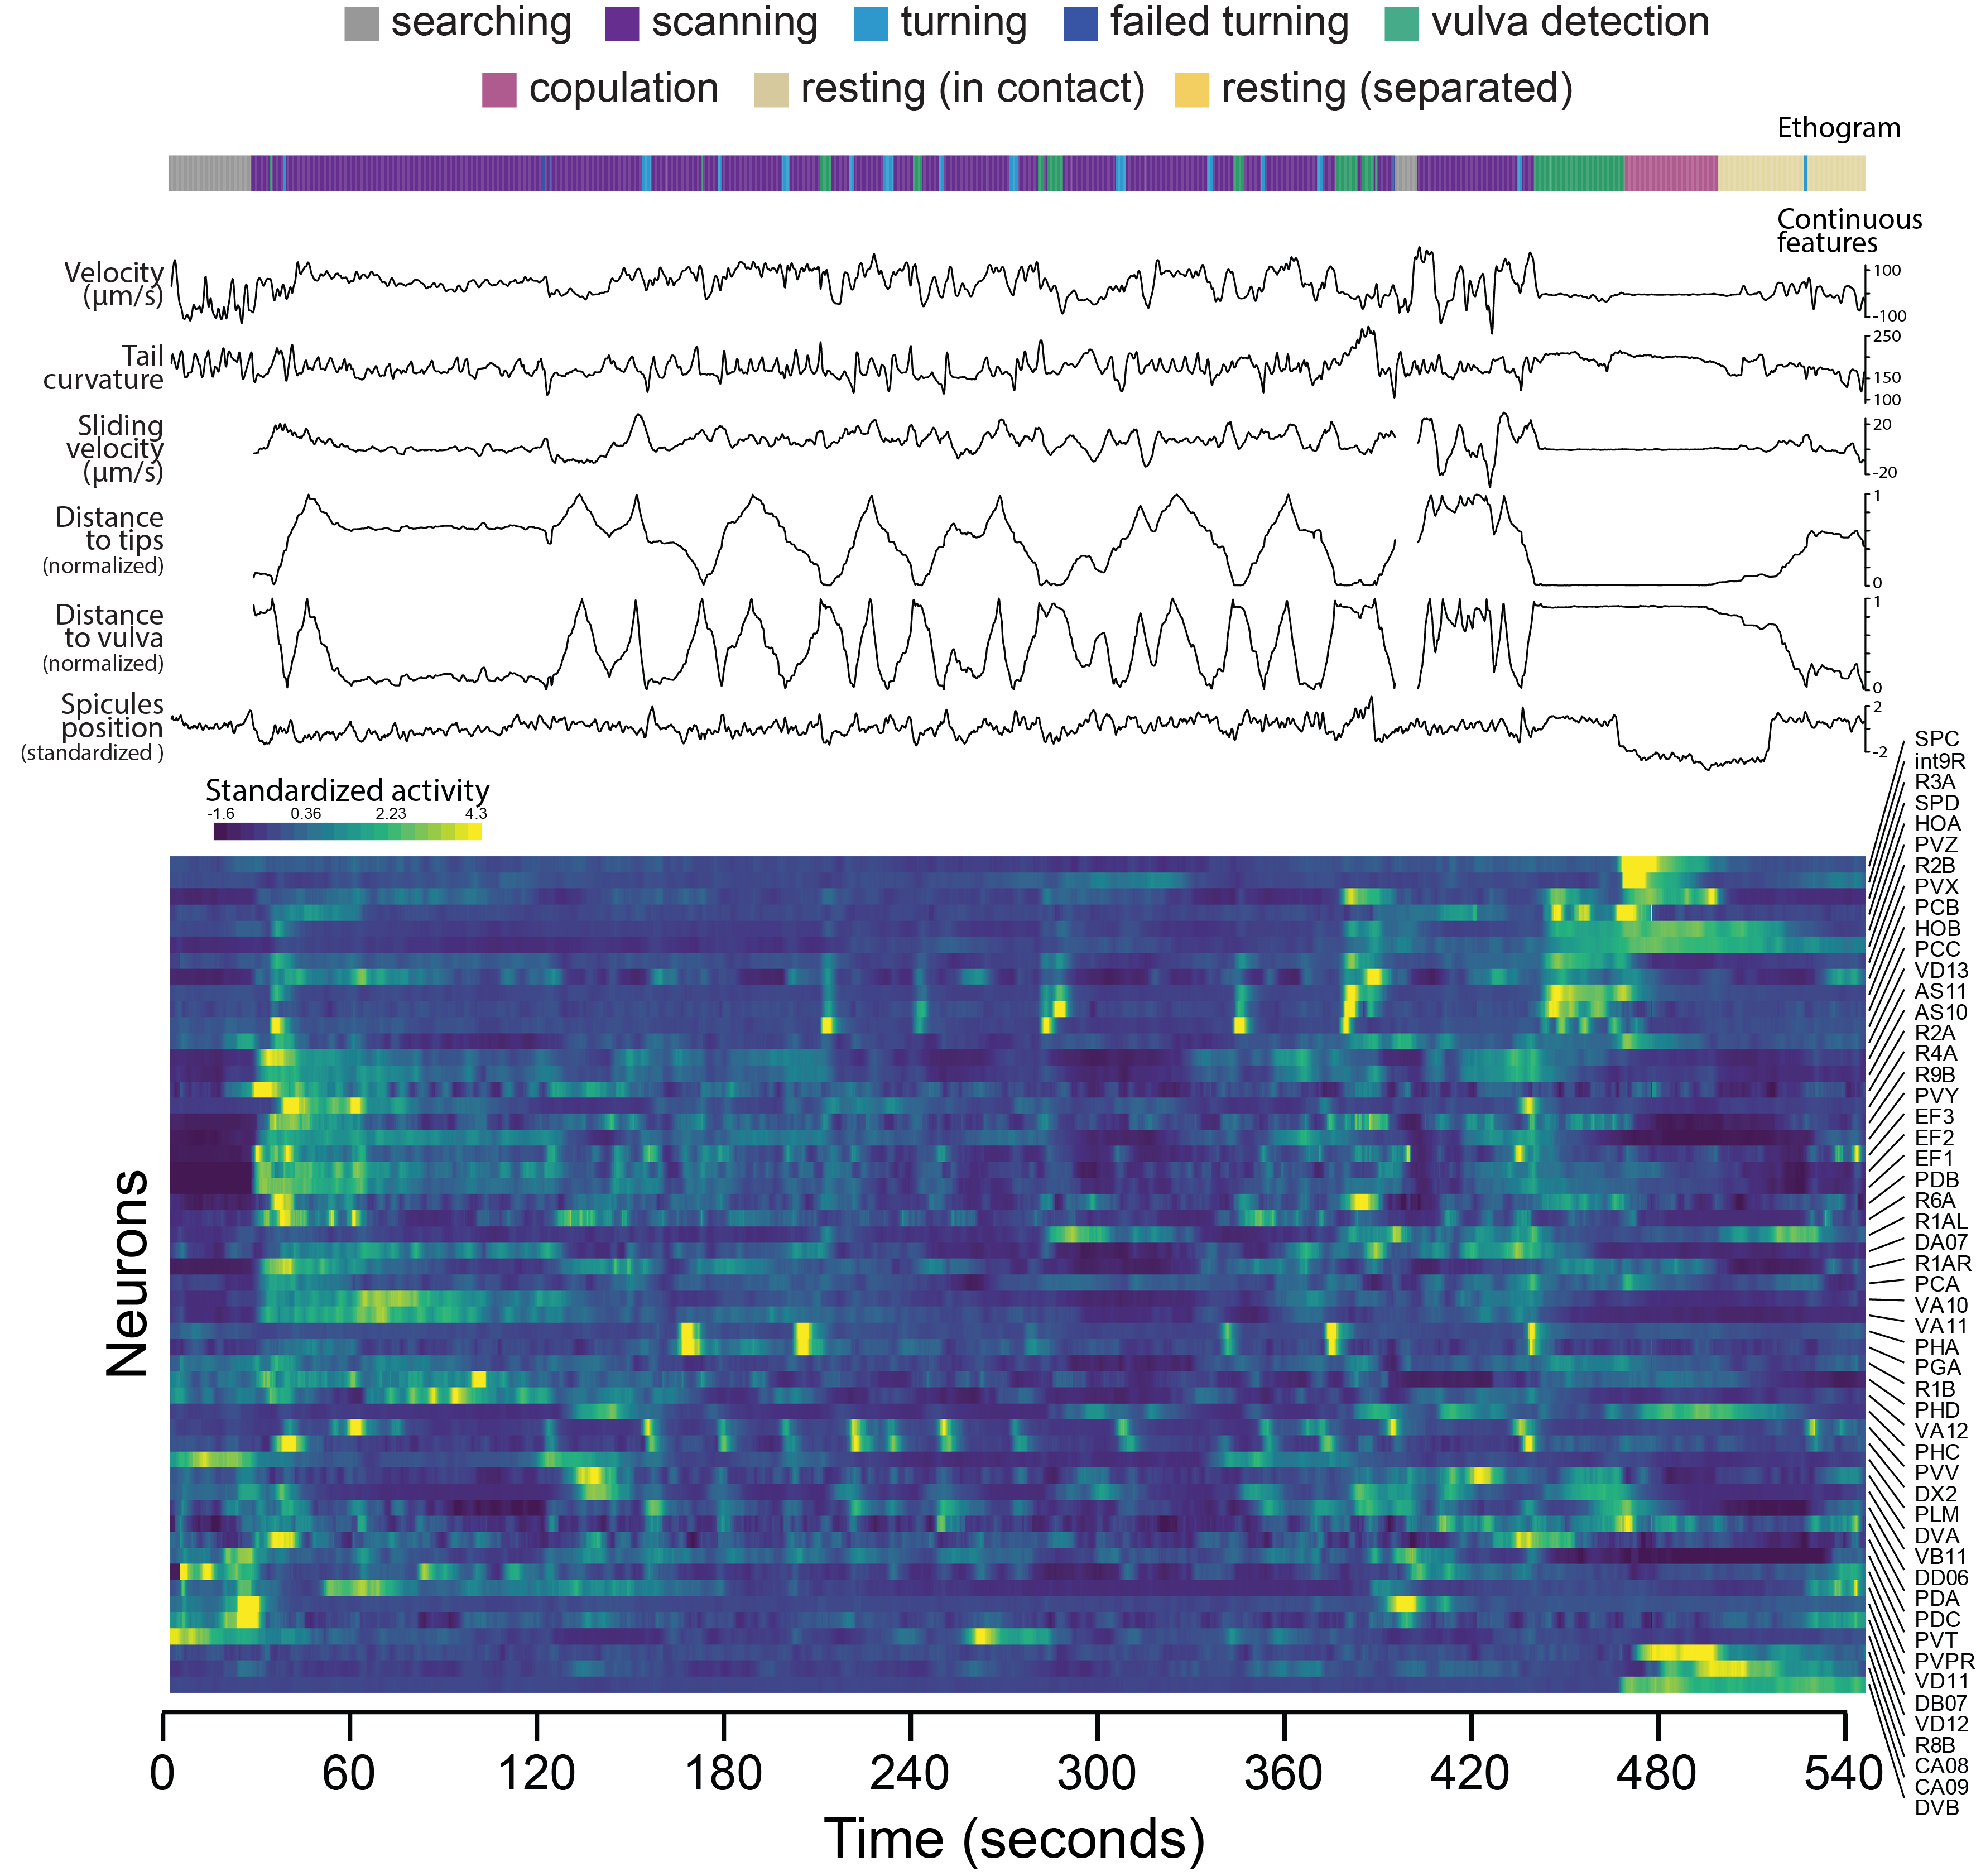 searching scanning turning failed turning vulva detection
copulation resting (in contact) resting (separated)
Ethogram
Continuous
features
Velocity
(μm/s)
100
-100
Tail
curvature
250
150
100
Sliding
velocity
(μm/s)
20
-20
Distance
to tips
(normalized)
1
0
Distance
to vulva
(normalized)
1
0
Spicules
position
(standardized )
2
-2
Standardized activity
-1.6 0.36 2.23 4.3
Neurons
SPC
int9R
R3A
SPD
HOA
PVZ
R2B
PVX
PCB
HOB
PCC
VD13
AS11
AS10
R2A
R4A
R9B
PVY
EF3
EF2
EF1
PDB
R6A
R1AL
DA07
R1AR
PCA
VA10
VA11
PHA
PGA
R1B
PHD
VA12
PHC
PVV
DX2
PLM
DVA
VB11
DD06
PDA
PDC
PVT
PVPR
VD11
DB07
VD12
R8B
CA08
CA09
DVB
0 60 120 180 240 300 360 420 480 540
Time (seconds)